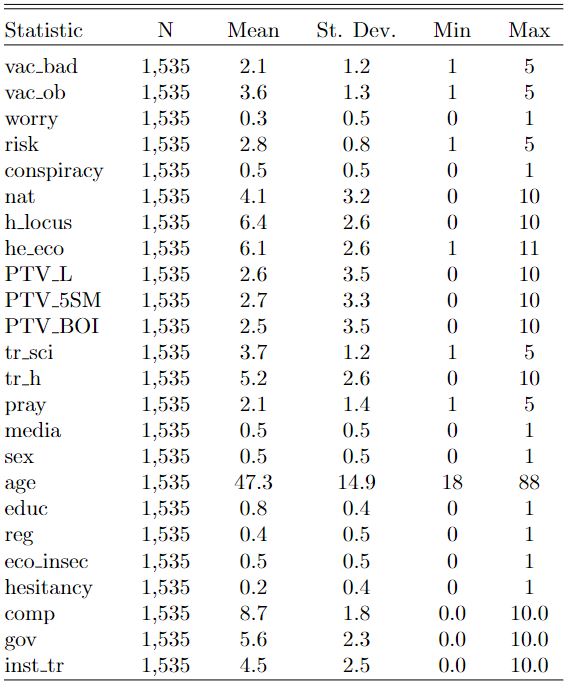 Statistic N Mean St. Dev. Min Max
vac_bad 1,535 2.1 1.2 1 5
vac_ob 1,535 3.6 1.3 1 5
worry 1,535 0.3 0.5 0 1
risk 1,535 2.8 0.8 1 5
conspiracy 1,535 0.5 0.5 0 1
nat 1,535 4.1 3.2 0 10
h_locus 1,535 6.4 2.6 0 10
he_eco 1,535 6.1 2.6 1 11
PTV_L 1,535 2.6 3.5 0 10
PTV_5SM 1,535 2.7 3.3 0 10
PTV_BOI 1,535 2.5 3.5 0 10
tr_sci 1,535 3.7 1.2 1 5
tr_h 1,535 5.2 2.6 0 10
pray 1,535 2.1 1.4 1 5
media 1,535 0.5 0.5 0 1
sex 1,535 0.5 0.5 0 1
age 1,535 47.3 14.9 18 88
educ 1,535 0.8 0.4 0 1
reg 1,535 0.4 0.5 0 1
eco_insec 1,535 0.5 0.5 0 1
hesitancy 1,535 0.2 0.4 0 1
comp 1,535 8.7 1.8 0.0 10.0
gov 1,535 5.6 2.3 0.0 10.0
inst_tr 1,535 4.5 2.5 0.0 10.0